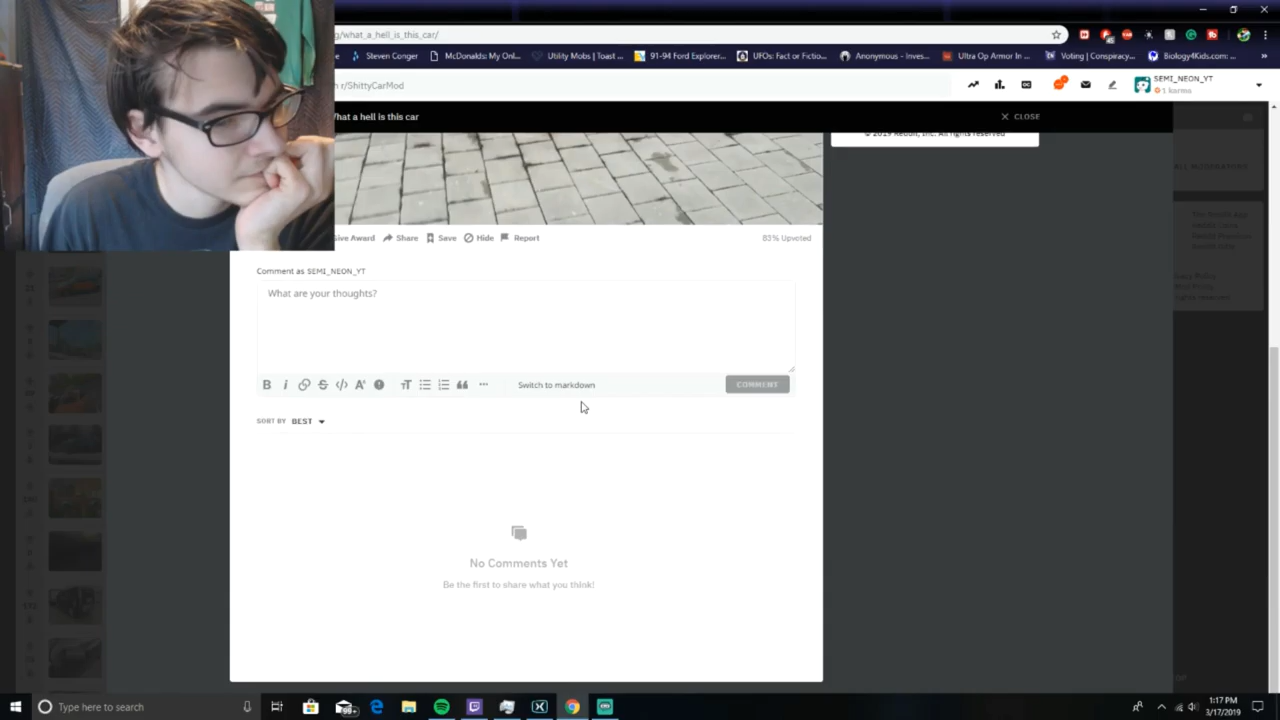 g/what_a_hell_is_this_car/
Steven Conger
McDonalds: My Onl...
Utility Mobs | Toast ...
91-94 Ford Explorer...
UFOs: Fact or Fictio...
Anonymous – Inves...
Ultra Op Armor In ...
Voting | Conspiracy...
Biology4Kids.com:...
n r/ShittyCarMod
SEMI_NEON_YT
1 karma
What a hell is this car
CLOSE
© 2019 Reddit, Inc. All rights reserved
Give Award
Share
Save
Hide
Report
83% Upvoted
Comment as SEMI_NEON_YT
What are your thoughts?
Switch to markdown
COMMENT
SORT BY BEST
No Comments Yet
Be the first to share what you think!
Type here to search
99+
1:17 PM
3/17/2019